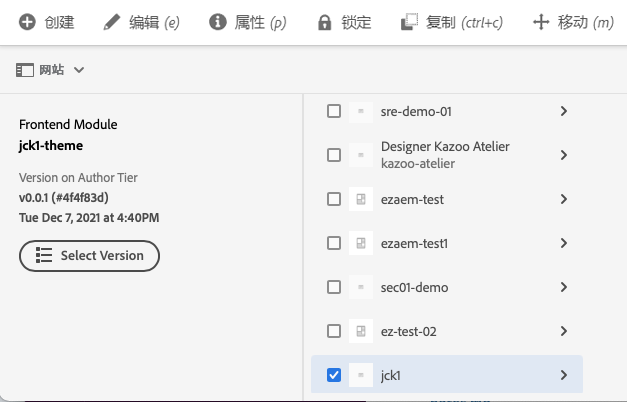 创建 编辑 (e) 属性 (p) 锁定 复制 (ctrl+c) 移动 (m)
网站
Frontend Module
jck1-theme
Version on Author Tier
v0.0.1 (#4f4f83d)
Tue Dec 7, 2021 at 4:40PM
Select Version
sre-demo-01
Designer Kazoo Atelier
kazoo-atelier
ezaem-test
ezaem-test1
sec01-demo
ez-test-02
jck1